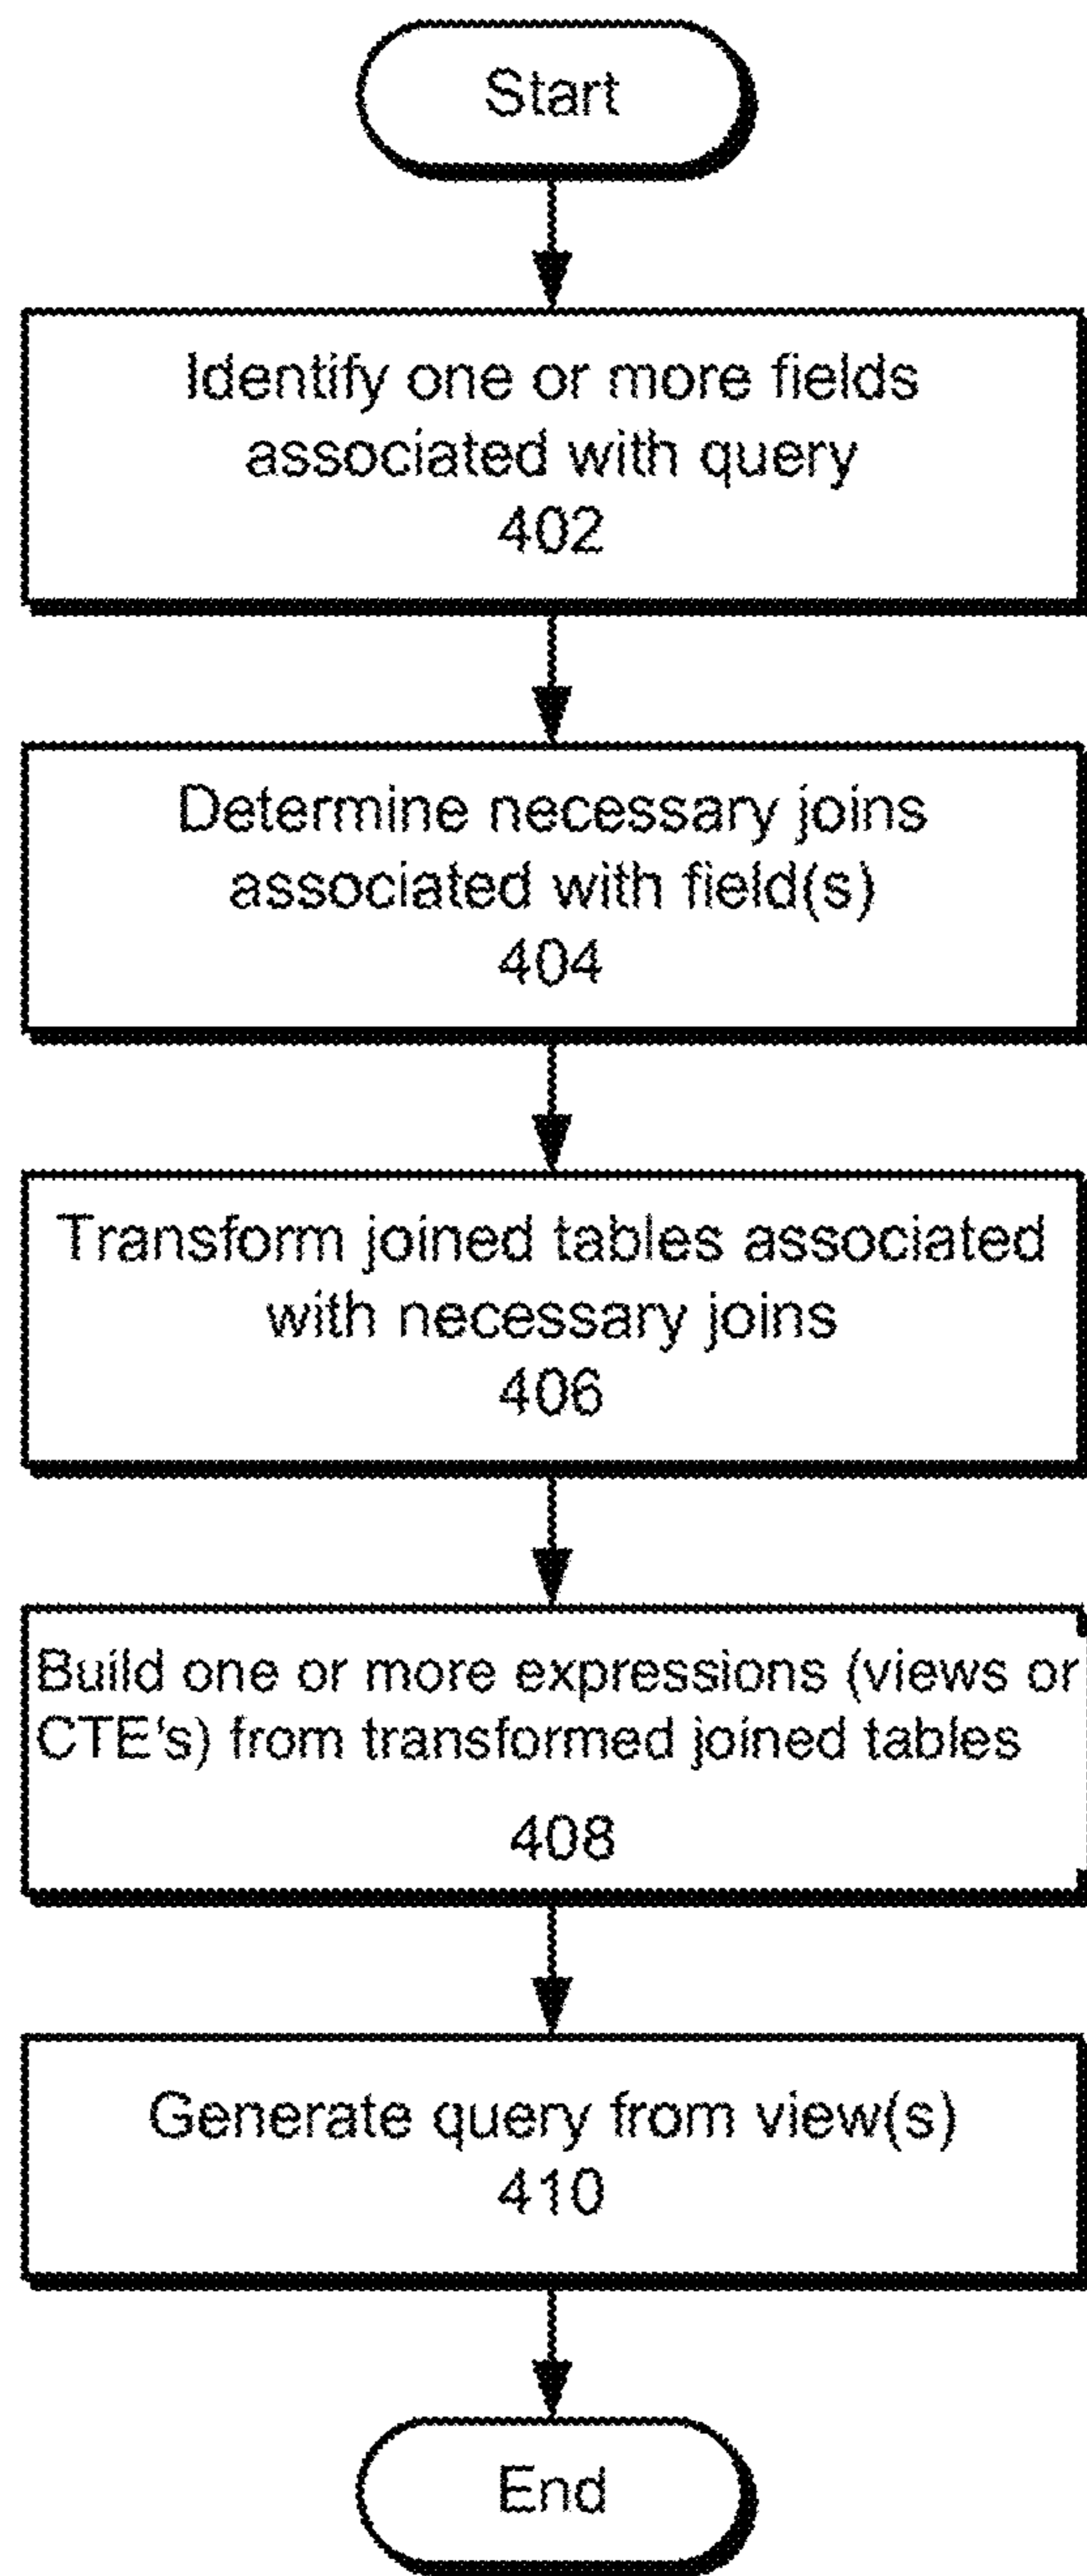 Start
Identify one or more fields
associated with query
402
Determine necessary joins
associated with field(s)
404
Transform joined tables associated
with necessary joins
406
Build one or more expressions (views or
CTE's) from transformed joined tables
408
Generate query from view(s)
410
End